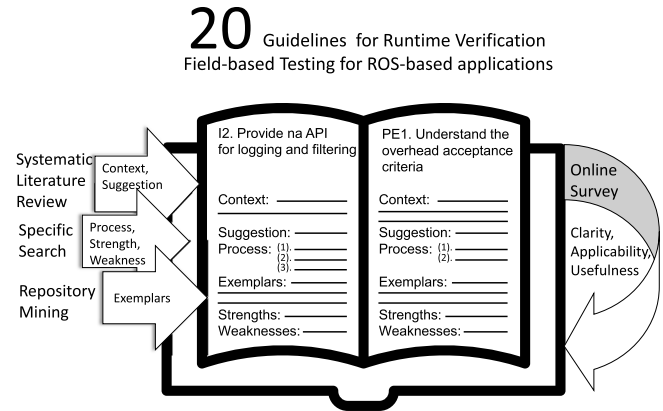 20 Guidelines for Runtime Verification
Field-based Testing for ROS-based applications
Systematic
Literature
Review
Context,
Suggestion
Specific
Search
Process,
Strength,
Weakness
Repository
Mining
Exemplars
I2. Provide na API
for logging and filtering
Context:
Suggestion:
Process: (1).
(2).
(3).
Exemplars:
Strengths:
Weaknesses:
PE1. Understand the
overhead acceptance
criteria
Context:
Suggestion:
Process: (1).
(2).
Exemplars:
Strengths:
Weaknesses:
Online
Survey
Clarity,
Applicability,
Usefulness